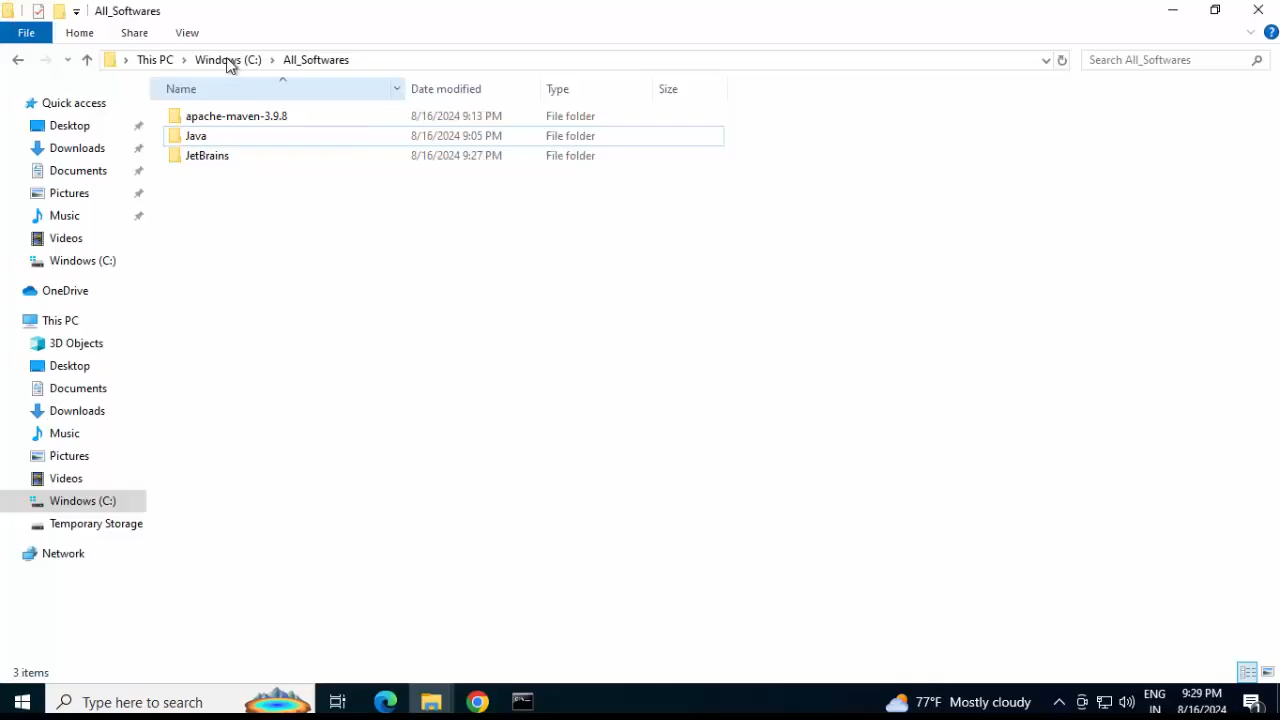 All_Softwares
File Home Share View
This PC Windows (C:) All_Softwares Search All_Softwares
Name Date modified Type Size
apache-maven-3.9.8 8/16/2024 9:13 PM File folder
Java 8/16/2024 9:05 PM File folder
JetBrains 8/16/2024 9:27 PM File folder
Quick access
Desktop
Downloads
Documents
Pictures
Music
Videos
Windows (C:)
OneDrive
This PC
3D Objects
Desktop
Documents
Downloads
Music
Pictures
Videos
Windows (C:)
Temporary Storage
Network
3 items
Type here to search
77°F Mostly cloudy
ENG
IN
9:29 PM
8/16/2024
1